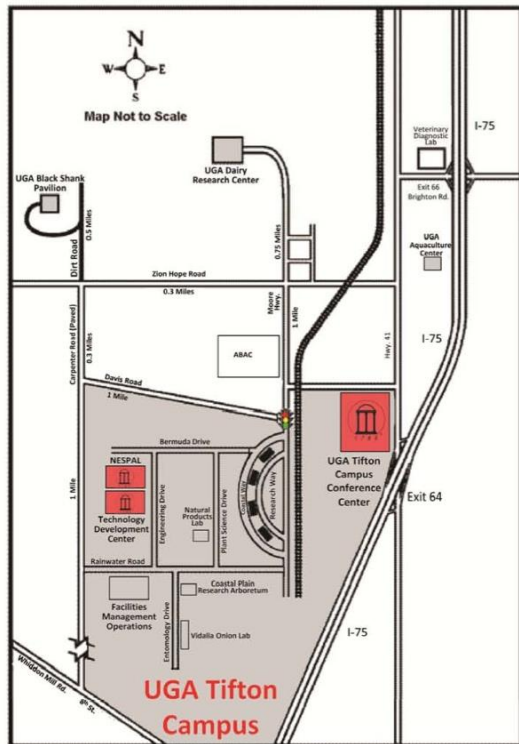 N
W E
S
Map Not to Scale
I-75
Veterinary
Diagnostic
Lab
UGA Dairy
Research Center
UGA Black Shank
Pavilion
Exit 66
Brighton Rd.
0.5 Miles
Dirt Road
0.75 Miles
UGA
Aquaculture
Center
Zion Hope Road
0.3 Miles
Moore
Hwy.
1 Mile
Carpenter Road (Paved)
0.3 Miles
ABAC
Hwy. 41
I-75
Davis Road
1 Mile
Bermuda Drive
NESPAL
Technology
Development
Center
1 Mile
Engineering Drive
Natural
Products
Lab
Plant Science Drive
Coastal Way
Research Way
1785
UGA Tifton
Campus
Conference
Center
Exit 64
Rainwater Road
Facilities
Management
Operations
Entomology Drive
Coastal Plain
Research Arboretum
Vidalia Onion Lab
I-75
Whiddon Mill Rd.
8th St.
UGA Tifton
Campus